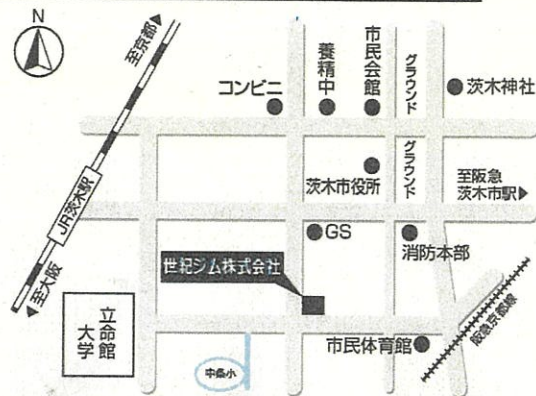 N
至京都
コンビニ
養精中
市民会館
グラウンド
茨木神社
茨木市役所
グラウンド
至阪急
茨木市駅
JR茨木駅
GS
消防本部
世紀ジム株式会社
至大阪
立命館
大学
中条小
市民体育館
阪急京都線